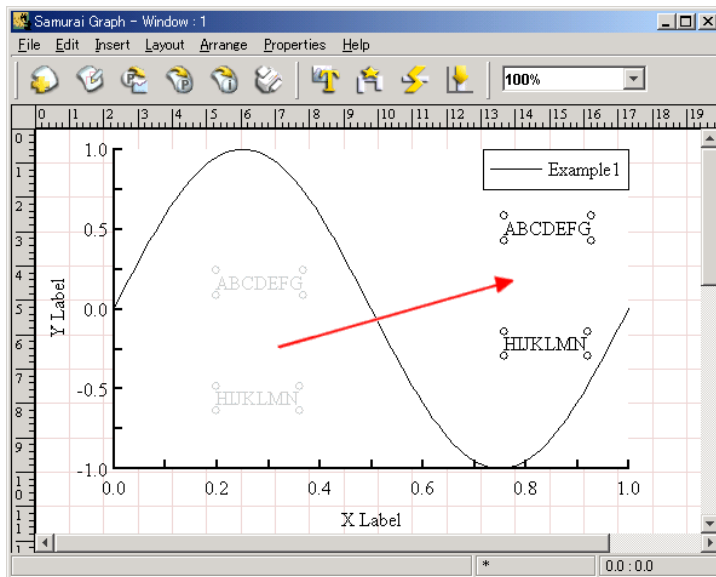 Samurai Graph - Window : 1
File Edit Insert Layout Arrange Properties Help
100%
0 1 2 3 4 5 6 7 8 9 10 11 12 13 14 15 16 17 18 19
0
1
2
3
4
5
6
7
8
9
10
11
1
1.0
0.5
0.0
-0.5
-1.0
Y Label
Example1
ABCDEFG
ABCDEFG
HIJKLMN
HIJKLMN
0.0 0.2 0.4 0.6 0.8 1.0
X Label
* 0.0 : 0.0